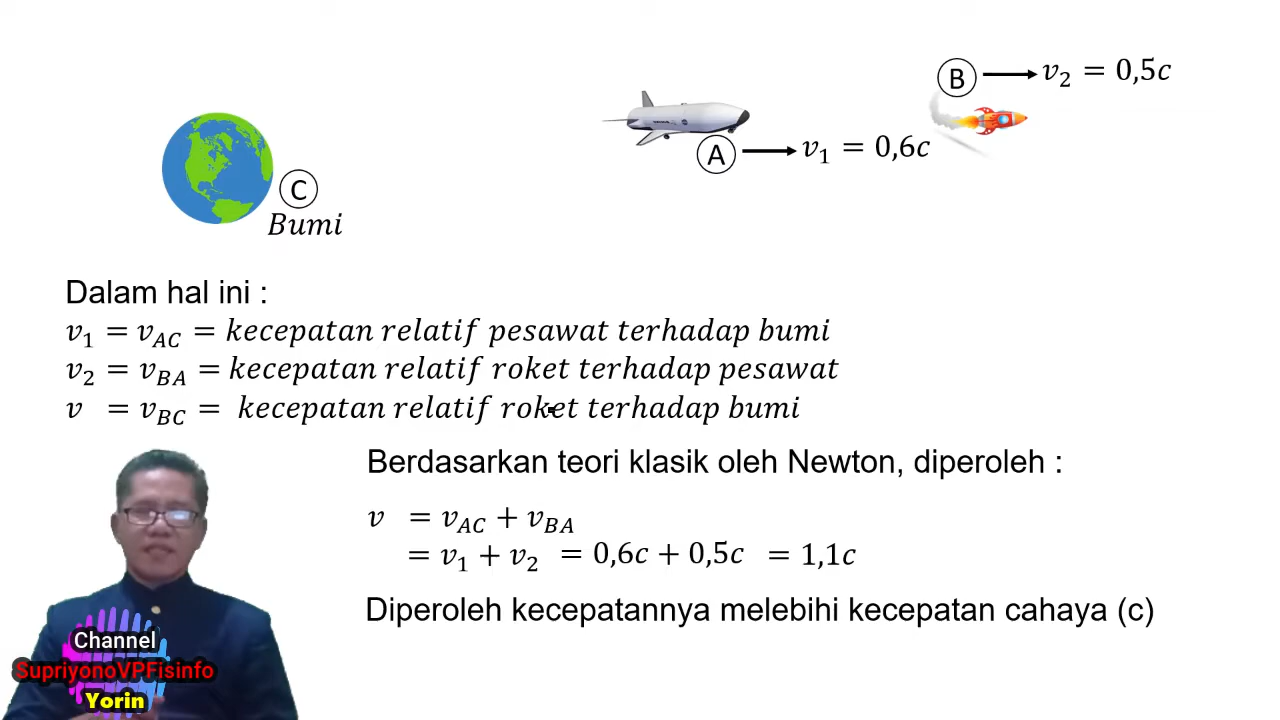 B v₂ = 0,5c
A v₁ = 0,6c
C
Bumi
Dalam hal ini :
v₁ = v_AC = kecepatan relatif pesawat terhadap bumi
v₂ = v_BA = kecepatan relatif roket terhadap pesawat
v = v_BC = kecepatan relatif roket terhadap bumi
Berdasarkan teori klasik oleh Newton, diperoleh :
v = v_AC + v_BA
= v₁ + v₂ = 0,6c + 0,5c = 1,1c
Diperoleh kecepatannya melebihi kecepatan cahaya (c)
Channel
SupriyonoVPFisinfo
Yorin